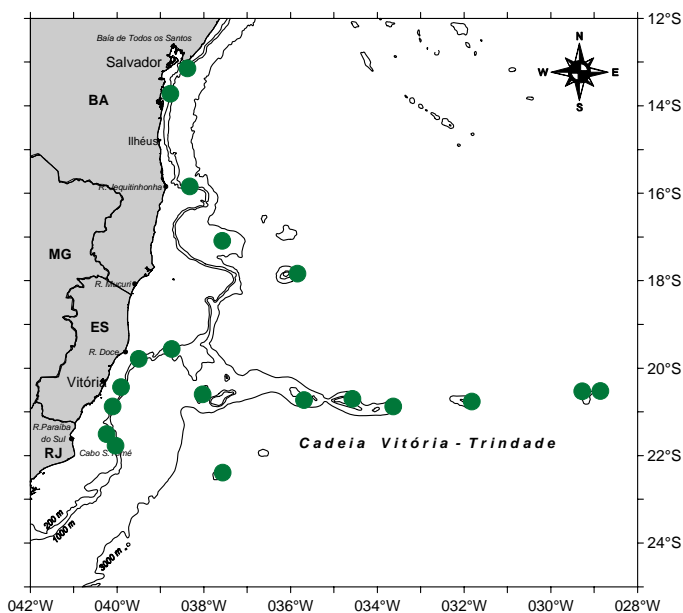 12°S
Baía de Todos os Santos
Salvador
N
W E
S
BA
14°S
Ilhéus
R. Jequitinhonha
16°S
MG
R. Mucuri
18°S
ES
R. Doce
20°S
Vitória
R.Paraíba
do Sul
RJ
Cabo S. Tomé
Cadeia Vitória - Trindade
22°S
200 m
1000 m
3000 m
24°S
042°W 040°W 038°W 036°W 034°W 032°W 030°W 028°W